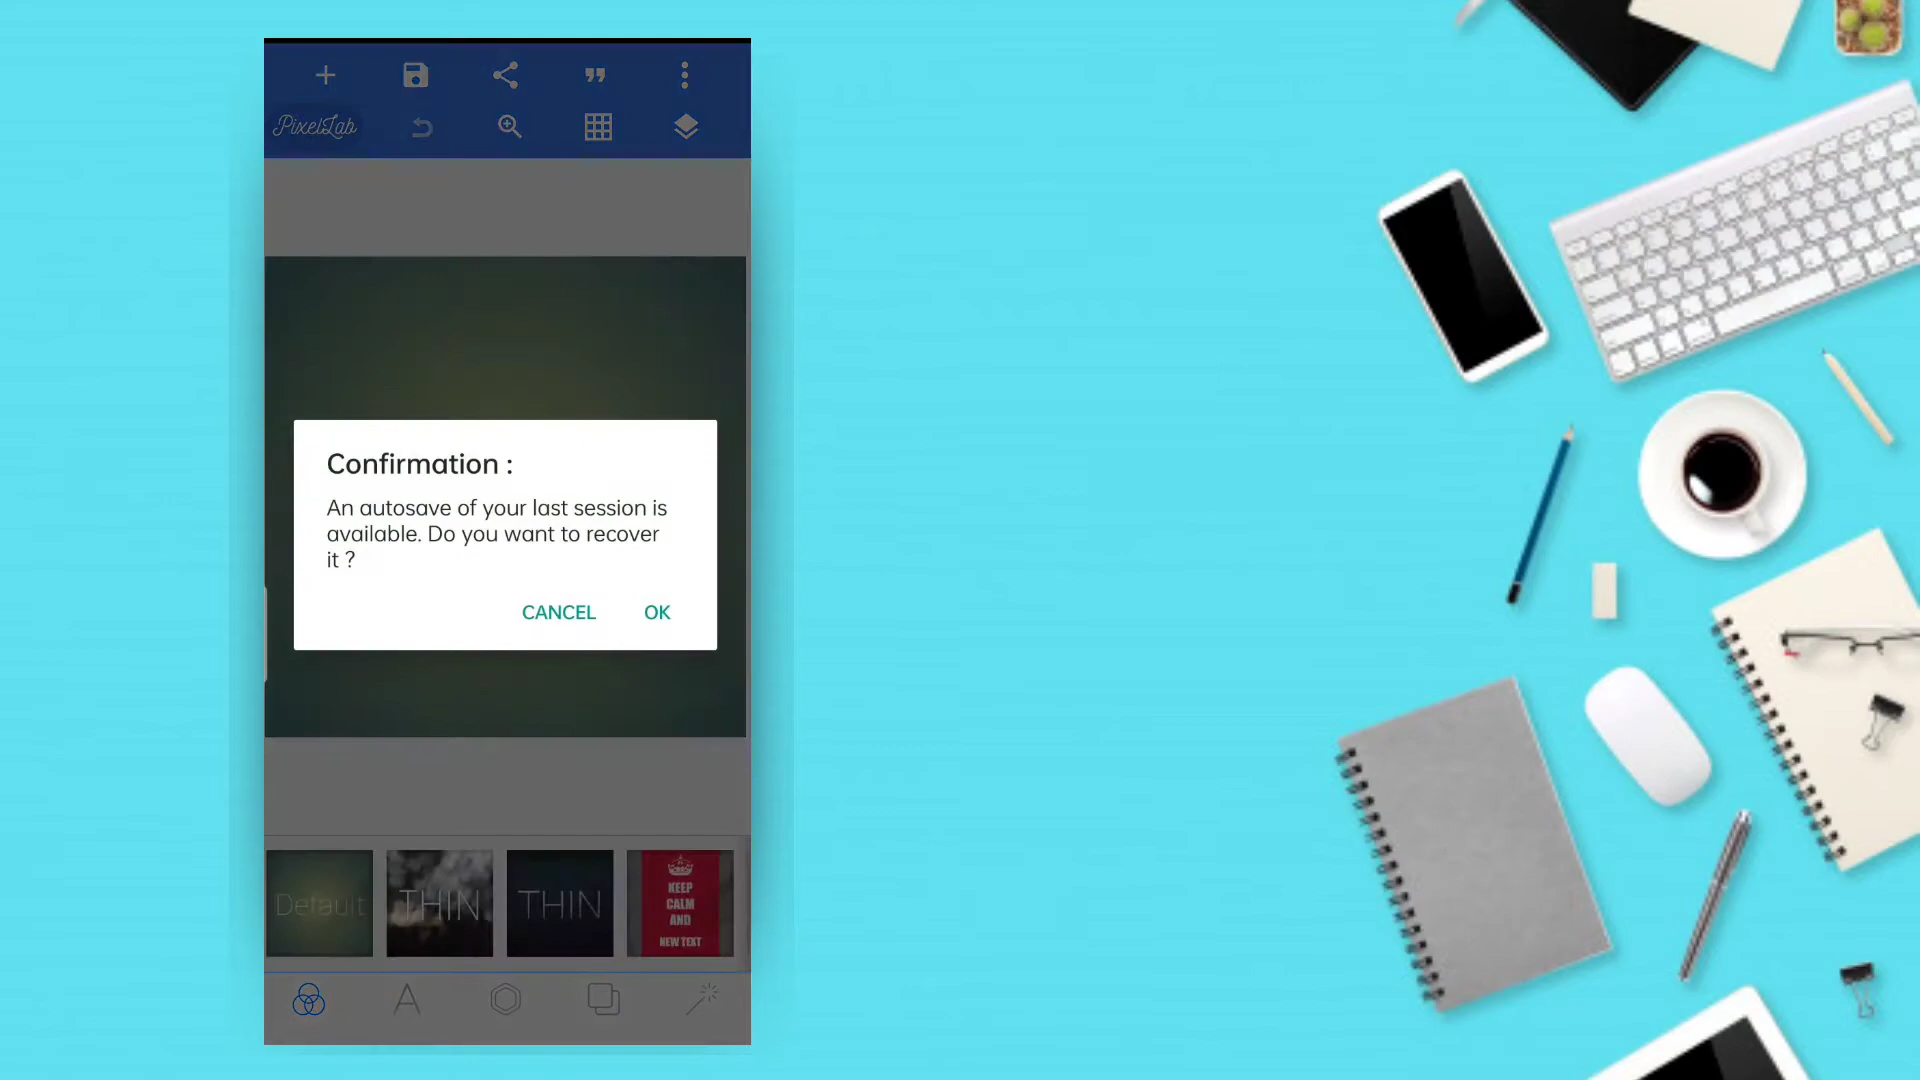 PixelLab
Confirmation :
An autosave of your last session is
available. Do you want to recover
it ?
CANCEL OK
Default
THIN
THIN
KEEP
CALM
AND
NEW TEXT